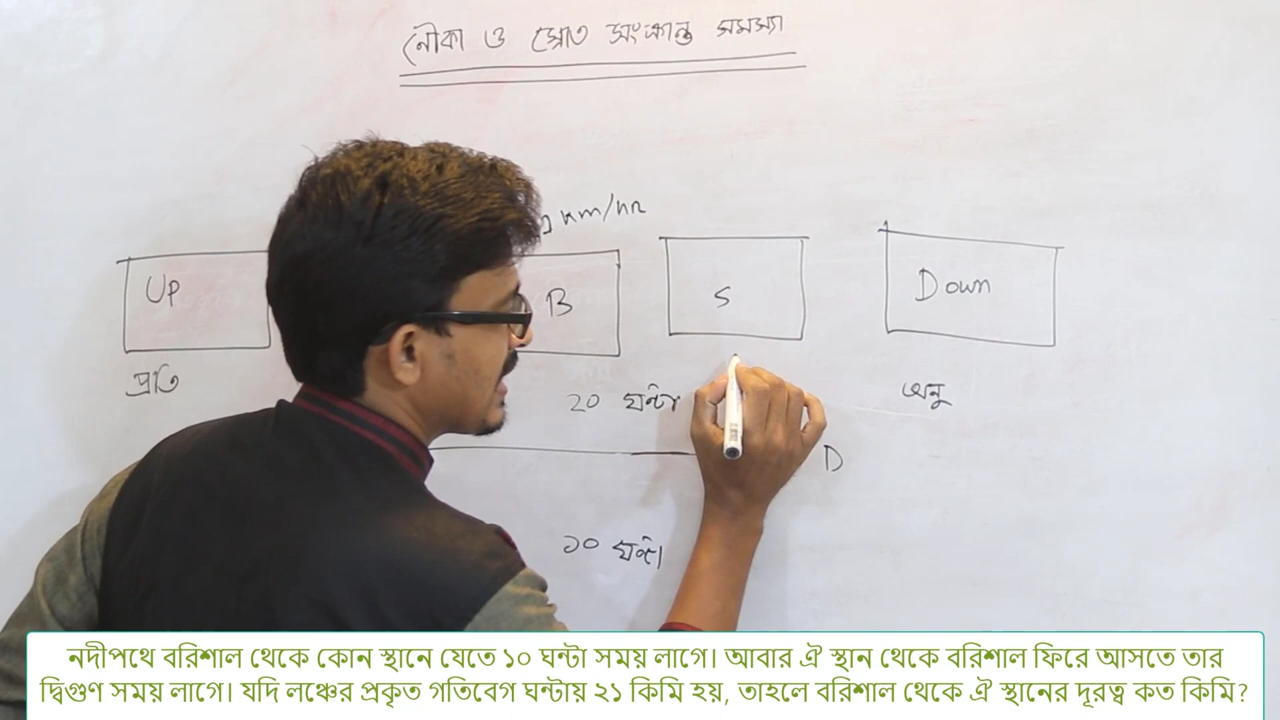 নৌকা ও স্রোত সংক্রান্ত সমস্যা
km/hr
Up
B
S
Down
প্রতি
20 ঘন্টা
অনু
D
১০ ঘন্টা
নদীপথে বরিশাল থেকে কোন স্থানে যেতে ১০ ঘন্টা সময় লাগে। আবার ঐ স্থান থেকে বরিশাল ফিরে আসতে তার
দ্বিগুণ সময় লাগে। যদি লঞ্চের প্রকৃত গতিবেগ ঘন্টায় ২১ কিমি হয়, তাহলে বরিশাল থেকে ঐ স্থানের দূরত্ব কত কিমি?